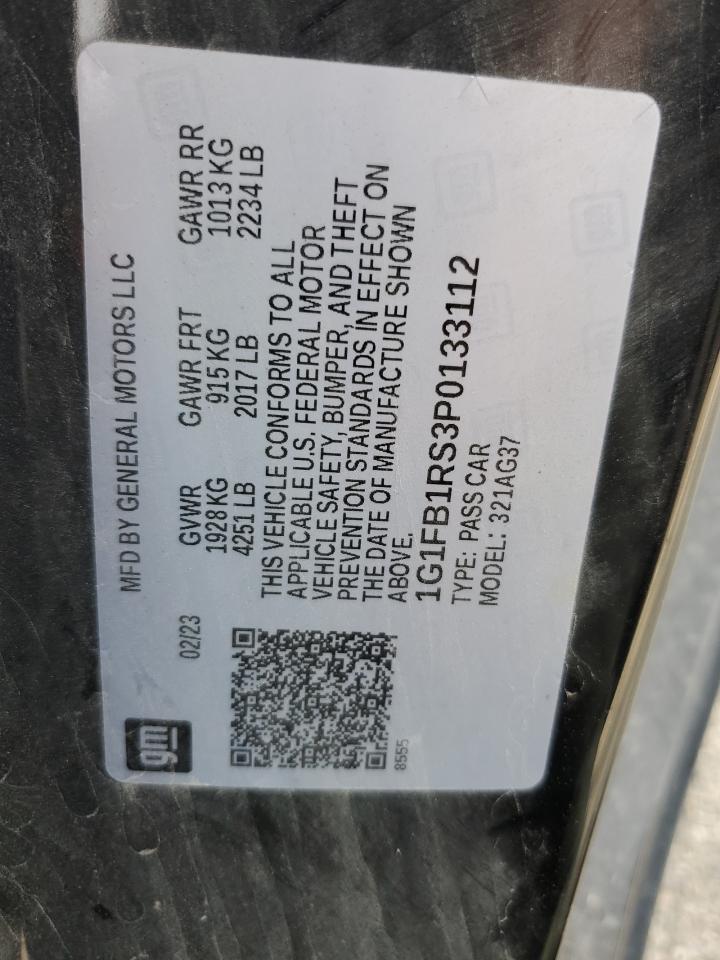 gm
MFD BY GENERAL MOTORS LLC
02/23
GVWR GAWR FRT GAWR RR
1928 KG 915 KG 1013 KG
4251 LB 2017 LB 2234 LB
THIS VEHICLE CONFORMS TO ALL
APPLICABLE U.S. FEDERAL MOTOR
VEHICLE SAFETY, BUMPER, AND THEFT
PREVENTION STANDARDS IN EFFECT ON
THE DATE OF MANUFACTURE SHOWN
ABOVE.
1G1FB1RS3P0133112
TYPE: PASS CAR
MODEL: 321AG37
8555